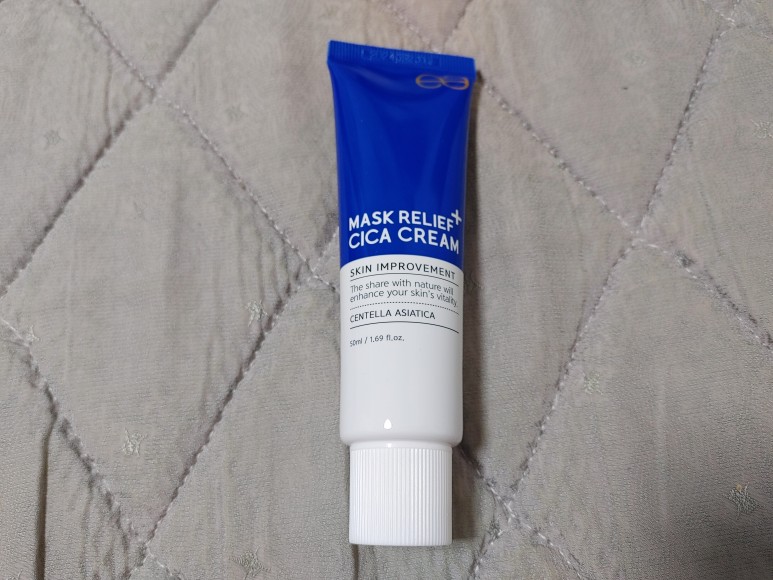 MASK RELIEF+
CICA CREAM
SKIN IMPROVEMENT
The share with nature will
enhance your skin's vitality
CENTELLA ASIATICA
50ml / 1.69 fl.oz.